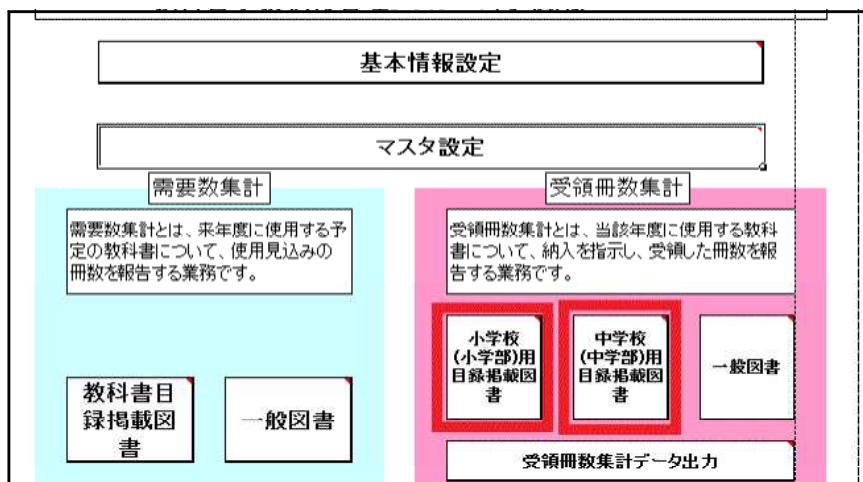 基本情報設定
マスタ設定
需要数集計
需要数集計とは、来年度に使用する予
定の教科書について、使用見込みの
冊数を報告する業務です。
教科書目
録掲載図
書
一般図書
受領冊数集計
受領冊数集計とは、当該年度に使用する教科
書について、納入を指示し、受領した冊数を報
告する業務です。
小学校
(小学部)用
目録掲載図
書
中学校
(中学部)用
目録掲載図
書
一般図書
受領冊数集計データ出力